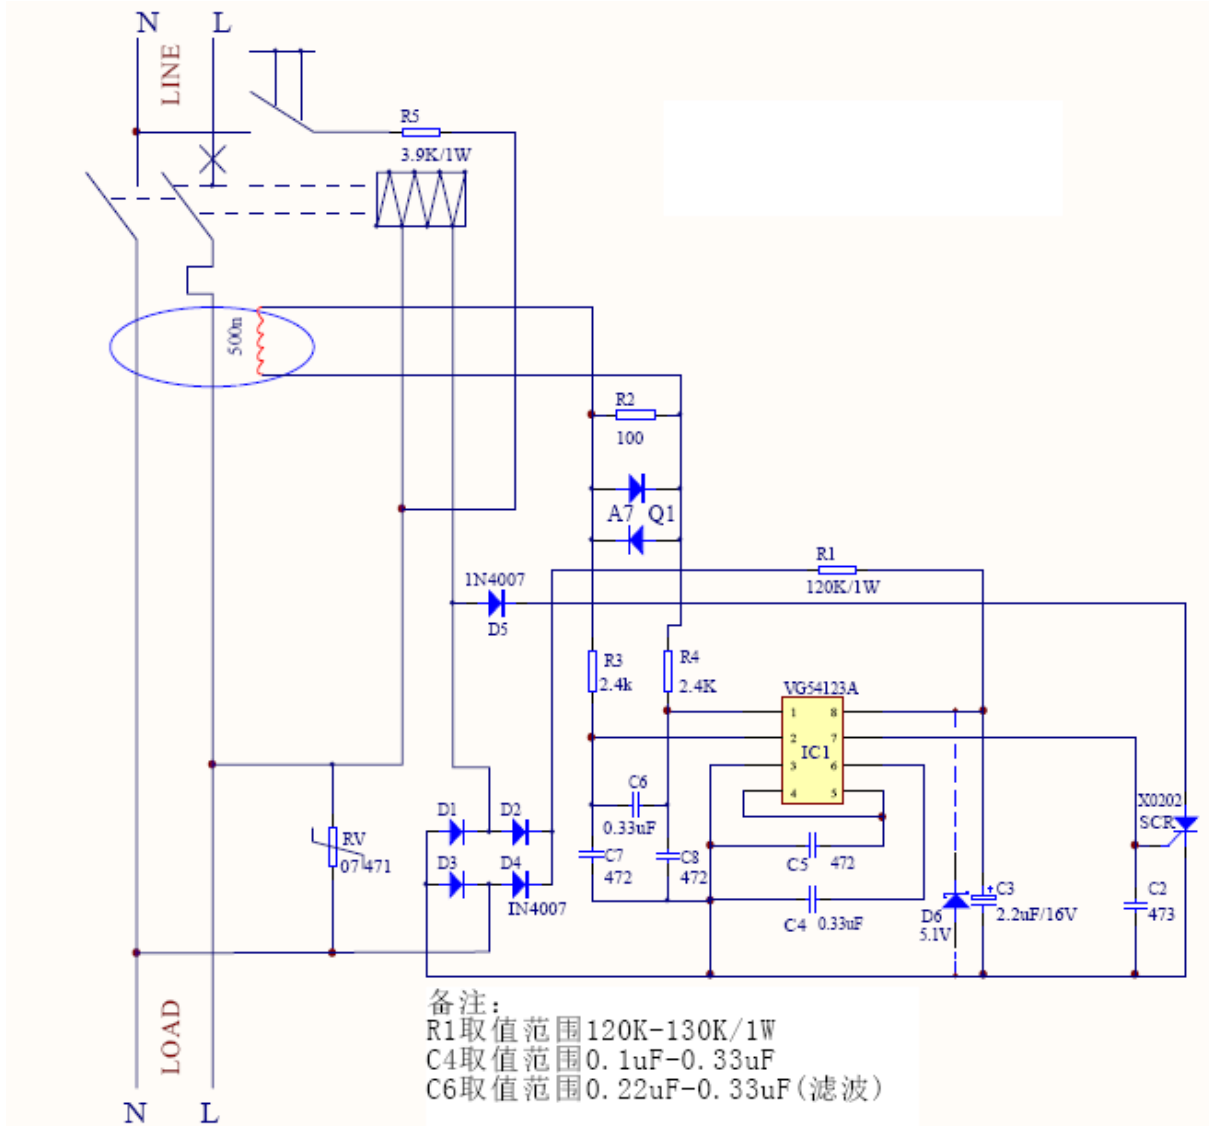 N L
LINE
R5
3.9K/1W
500n
R2
100
A7 Q1
R1
120K/1W
1N4007
D5
R3
2.4k
R4
2.4K
VG54123A
1 8
2 7
IC1
3 6
4 5
C6
0.33uF
X0202
SCR
D1 D2
RV
07471
D3 D4
IN4007
C7
472
C8
472
C5 472
C4 0.33uF
D6
5.1V
C3
2.2uF/16V
C2
473
LOAD
N L
备注:
R1取值范围120K-130K/1W
C4取值范围0.1uF-0.33uF
C6取值范围0.22uF-0.33uF(滤波)